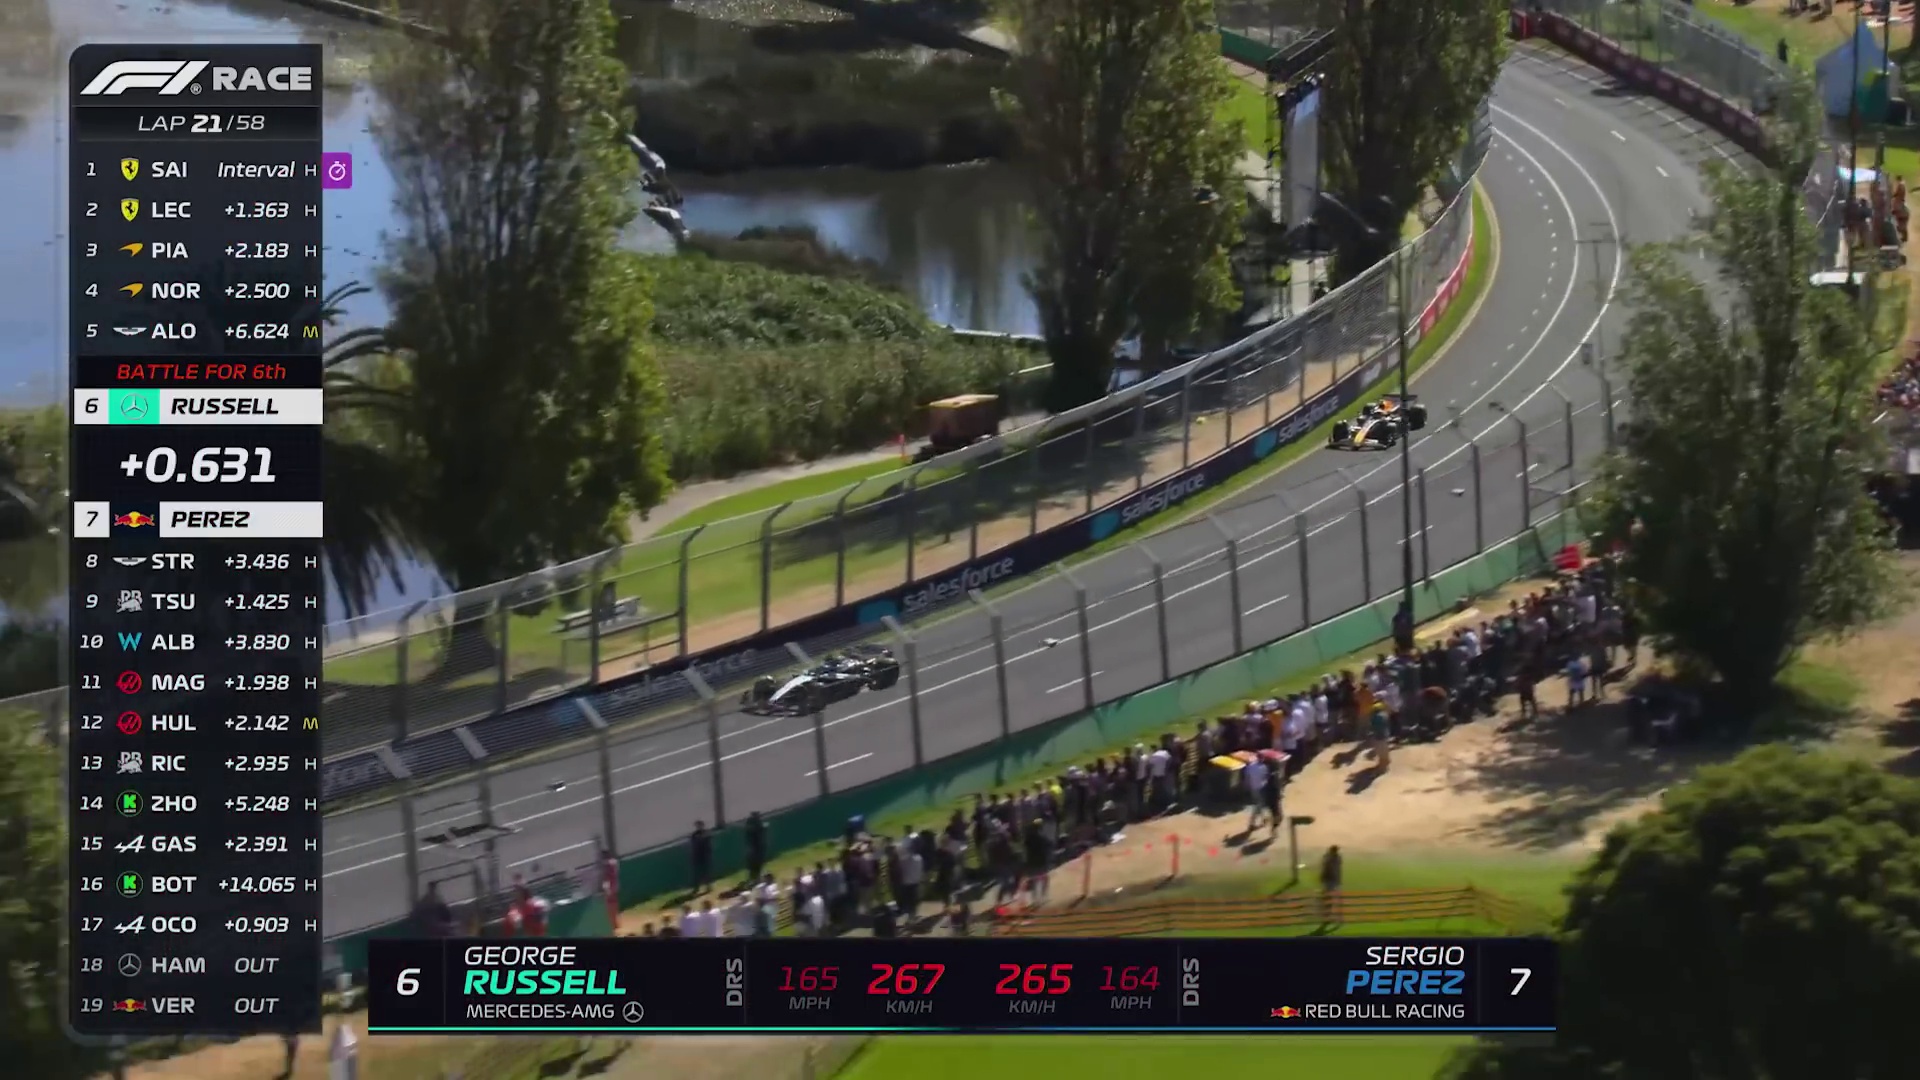 F1® RACE
LAP 21/58
1 SAI Interval H
2 LEC +1.363 H
3 PIA +2.183 H
4 NOR +2.500 H
5 ALO +6.624 M
BATTLE FOR 6th
6 RUSSELL
+0.631
7 PEREZ
8 STR +3.436 H
9 TSU +1.425 H
10 ALB +3.830 H
11 MAG +1.938 H
12 HUL +2.142 M
13 RIC +2.935 H
14 ZHO +5.248 H
15 GAS +2.391 H
16 BOT +14.065 H
17 OCO +0.903 H
18 HAM OUT
19 VER OUT
salesforce
salesforce
salesforce
salesforce
6 GEORGE RUSSELL MERCEDES-AMG
DRS 165 MPH 267 KM/H
265 KM/H 164 MPH DRS
SERGIO PEREZ RED BULL RACING 7